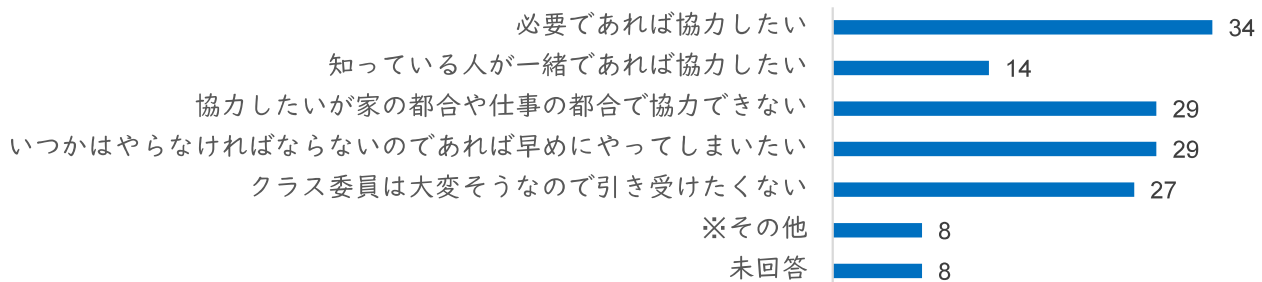 必要であれば協力したい 34
知っている人が一緒であれば協力したい 14
協力したいが家の都合や仕事の都合で協力できない 29
いつかはやらなければならないのであれば早めにやってしまいたい 29
クラス委員は大変そうなので引き受けたくない 27
※その他 8
未回答 8